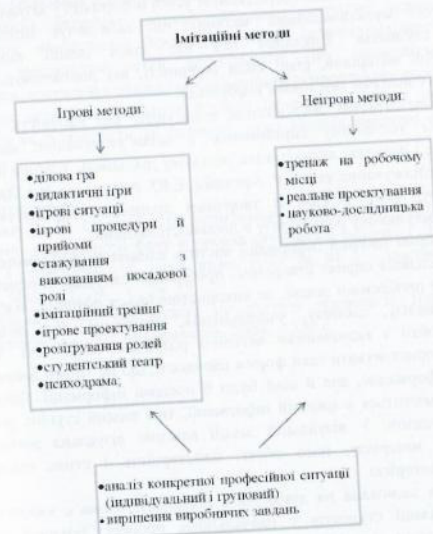 Імітаційні методи
Ігрові методи:
Неігрові методи:
•ділова гра
•дидактичні ігри
•ігрові ситуації
•ігрові процедури й
прийоми
•стажування з
виконанням посадової
ролі
•імітаційний тренінг
•ігрове проектування
•розігрування ролей
•студентський театр
•психодрама;
•тренаж на робочому
місці
•реальне проектування
•науково-дослідницька
робота
•аналіз конкретної професійної ситуації
(індивідуальний і груповий)
•вирішення виробничих завдань